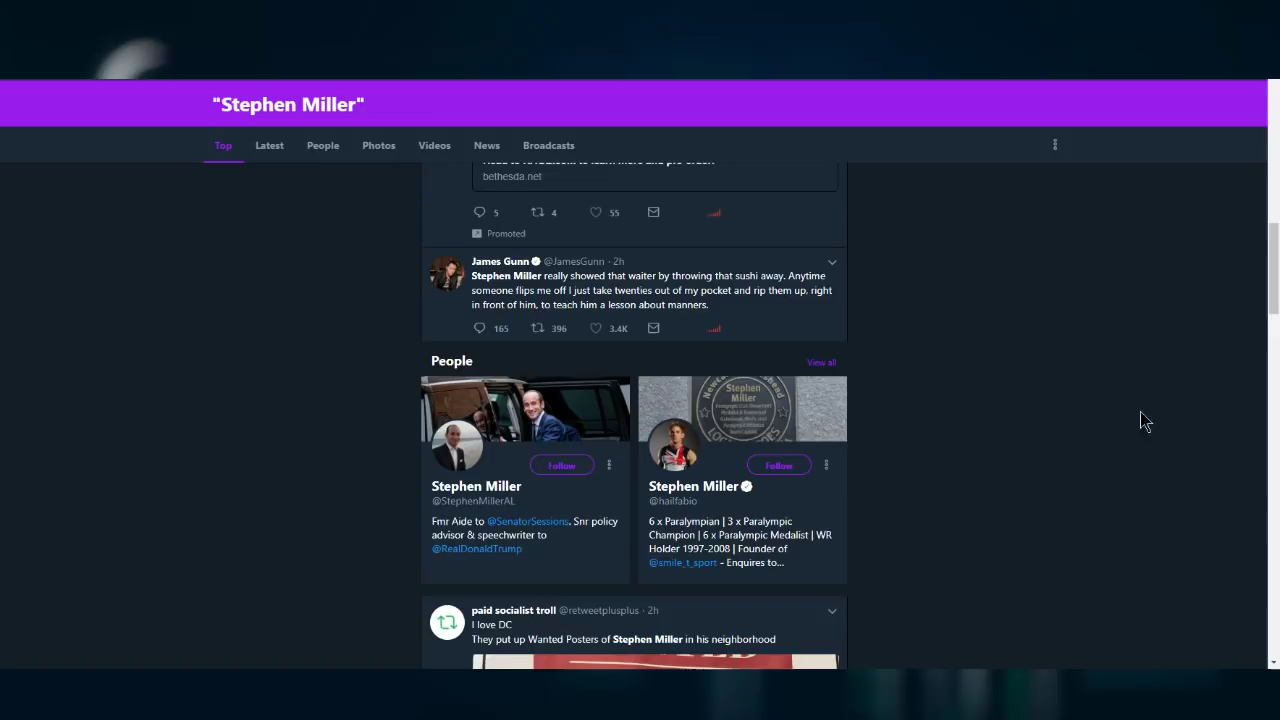 "Stephen Miller"
Top Latest People Photos Videos News Broadcasts
bethesda.net
5 4 55
Promoted
James Gunn @JamesGunn · 2h
Stephen Miller really showed that waiter by throwing that sushi away. Anytime
someone flips me off I just take twenties out of my pocket and rip them up, right
in front of him, to teach him a lesson about manners.
165 396 3.4K
People View all
Stephen
Miller
Follow
Stephen Miller
@StephenMillerAL
Fmr Aide to @SenatorSessions. Snr policy
advisor & speechwriter to
@RealDonaldTrump
Follow
Stephen Miller
@hailfabio
6 x Paralympian | 3 x Paralympic
Champion | 6 x Paralympic Medalist | WR
Holder 1997-2008 | Founder of
@smile_t_sport - Enquires to...
paid socialist troll @retweetplusplus · 2h
I love DC
They put up Wanted Posters of Stephen Miller in his neighborhood